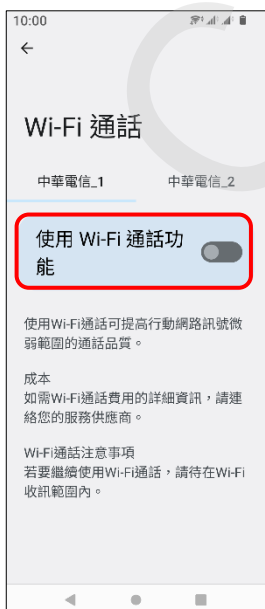 10:00
Wi-Fi 通話
中華電信_1 中華電信_2
使用 Wi-Fi 通話功
能
使用Wi-Fi通話可提高行動網路訊號微
弱範圍的通話品質。
成本
如需Wi-Fi通話費用的詳細資訊，請連
絡您的服務供應商。
Wi-Fi通話注意事項
若要繼續使用Wi-Fi通話，請待在Wi-Fi
收訊範圍內。